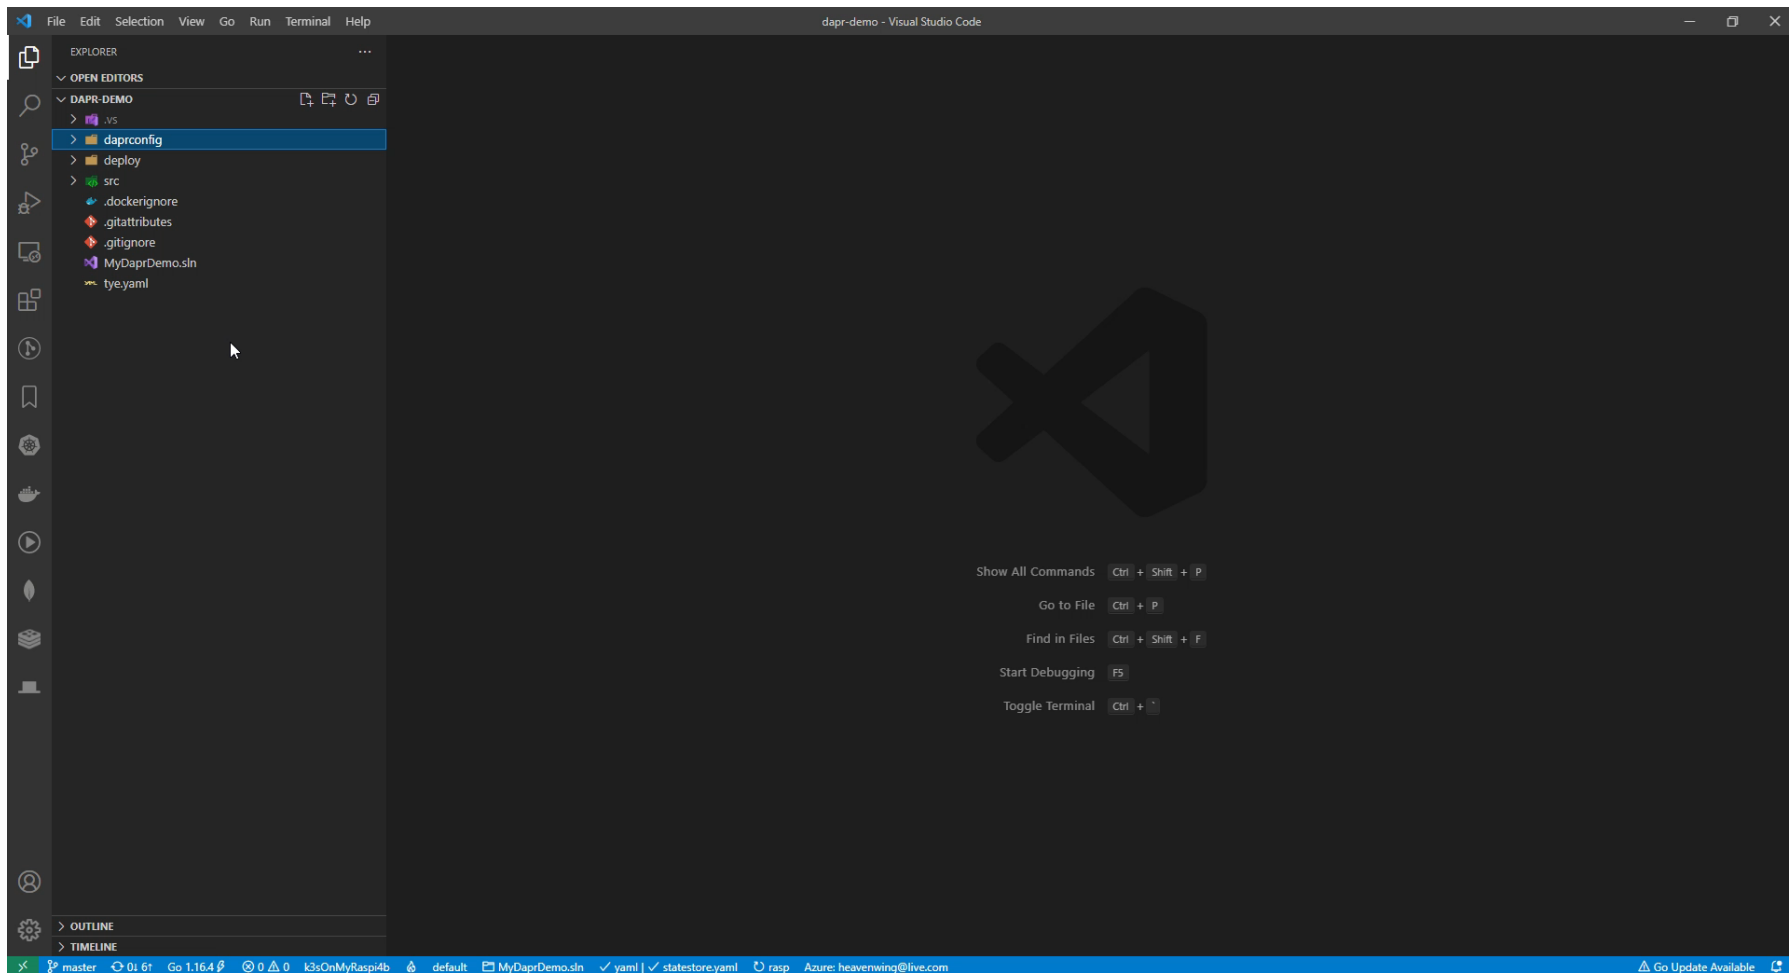 File Edit Selection View Go Run Terminal Help
dapr-demo - Visual Studio Code
EXPLORER
OPEN EDITORS
DAPR-DEMO
.vs
daprconfig
deploy
src
.dockerignore
.gitattributes
.gitignore
MyDaprDemo.sln
tye.yaml
Show All Commands Ctrl + Shift + P
Go to File Ctrl + P
Find in Files Ctrl + Shift + F
Start Debugging F5
Toggle Terminal Ctrl + `
OUTLINE
TIMELINE
master 0↓ 6↑ Go 1.16.4 0 0 k3sOnMyRaspi4b default MyDaprDemo.sln yaml | statestore.yaml rasp Azure: heavenwing@live.com Go Update Available